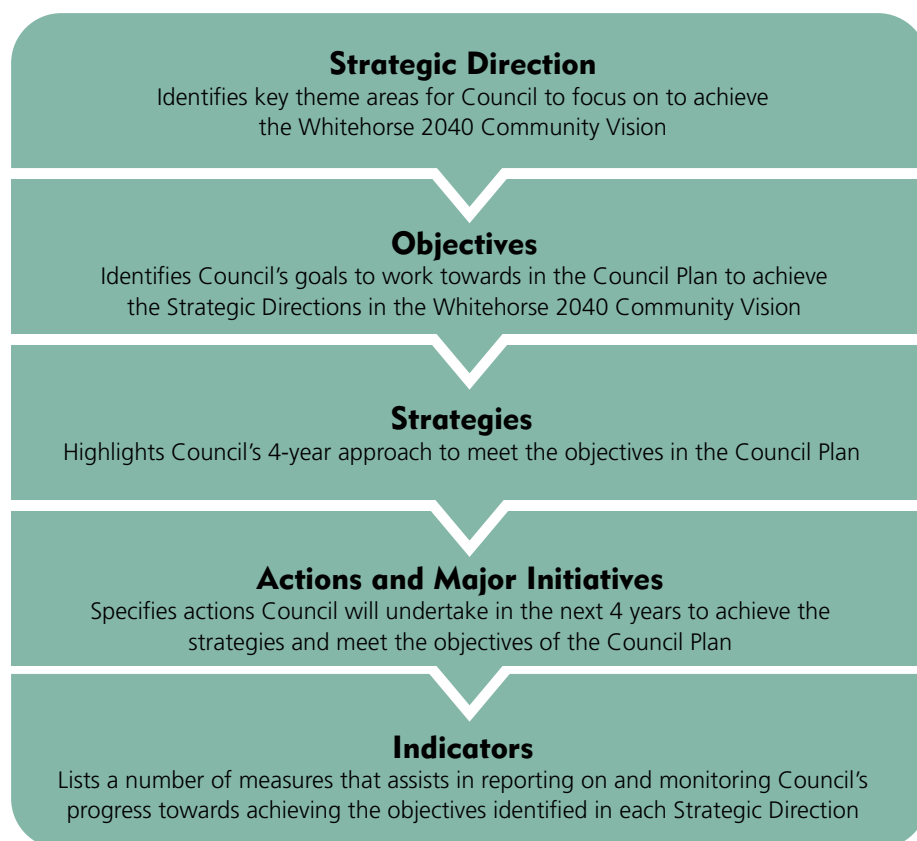 Strategic Direction
Identifies key theme areas for Council to focus on to achieve
the Whitehorse 2040 Community Vision
Objectives
Identifies Council’s goals to work towards in the Council Plan to achieve
the Strategic Directions in the Whitehorse 2040 Community Vision
Strategies
Highlights Council’s 4-year approach to meet the objectives in the Council Plan
Actions and Major Initiatives
Specifies actions Council will undertake in the next 4 years to achieve the
strategies and meet the objectives of the Council Plan
Indicators
Lists a number of measures that assists in reporting on and monitoring Council’s
progress towards achieving the objectives identified in each Strategic Direction